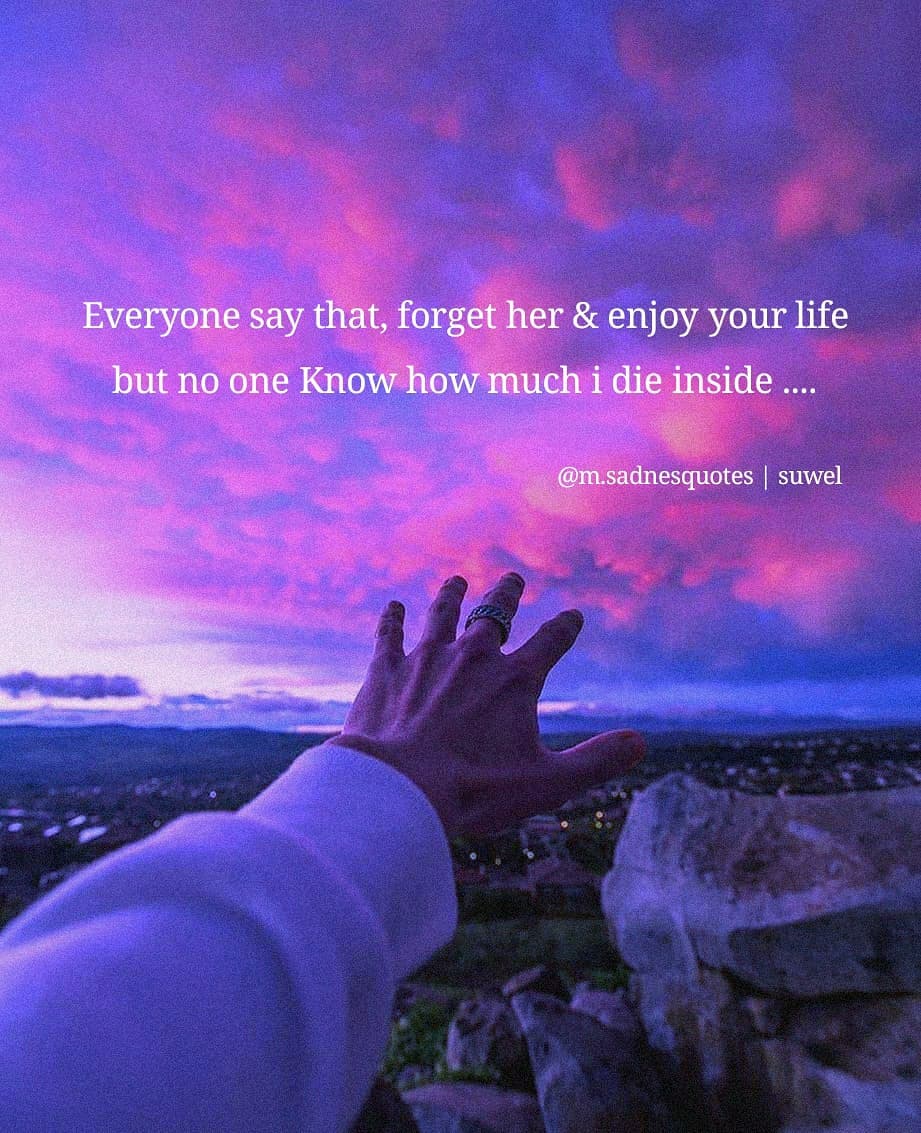 Everyone say that, forget her & enjoy your life
but no one Know how much i die inside ....
@m.sadnesquotes | suwel